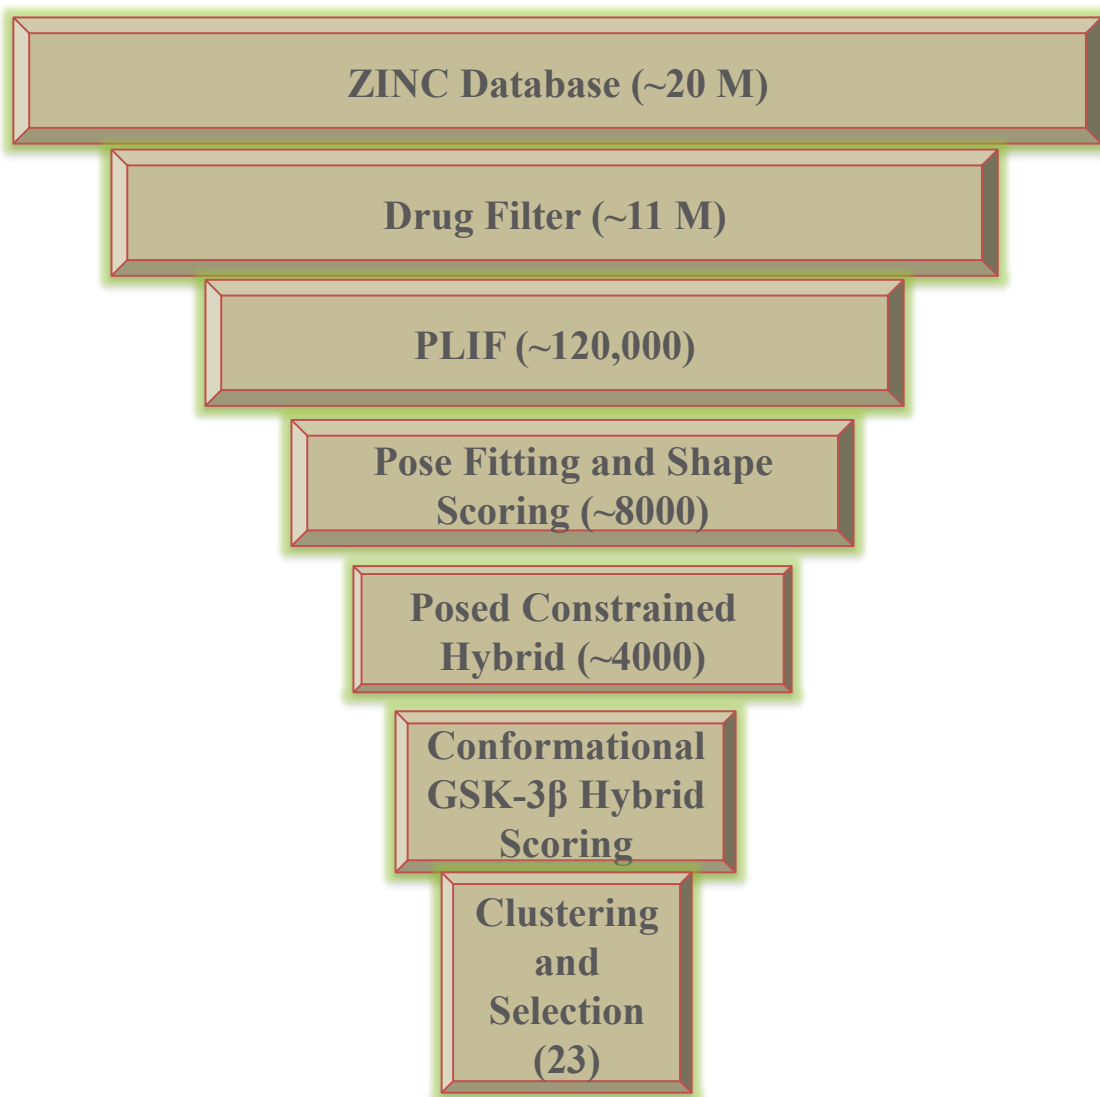 ZINC Database (~20 M)
Drug Filter (~11 M)
PLIF (~120,000)
Pose Fitting and Shape
Scoring (~8000)
Posed Constrained
Hybrid (~4000)
Conformational
GSK-3β Hybrid
Scoring
Clustering
and
Selection
(23)